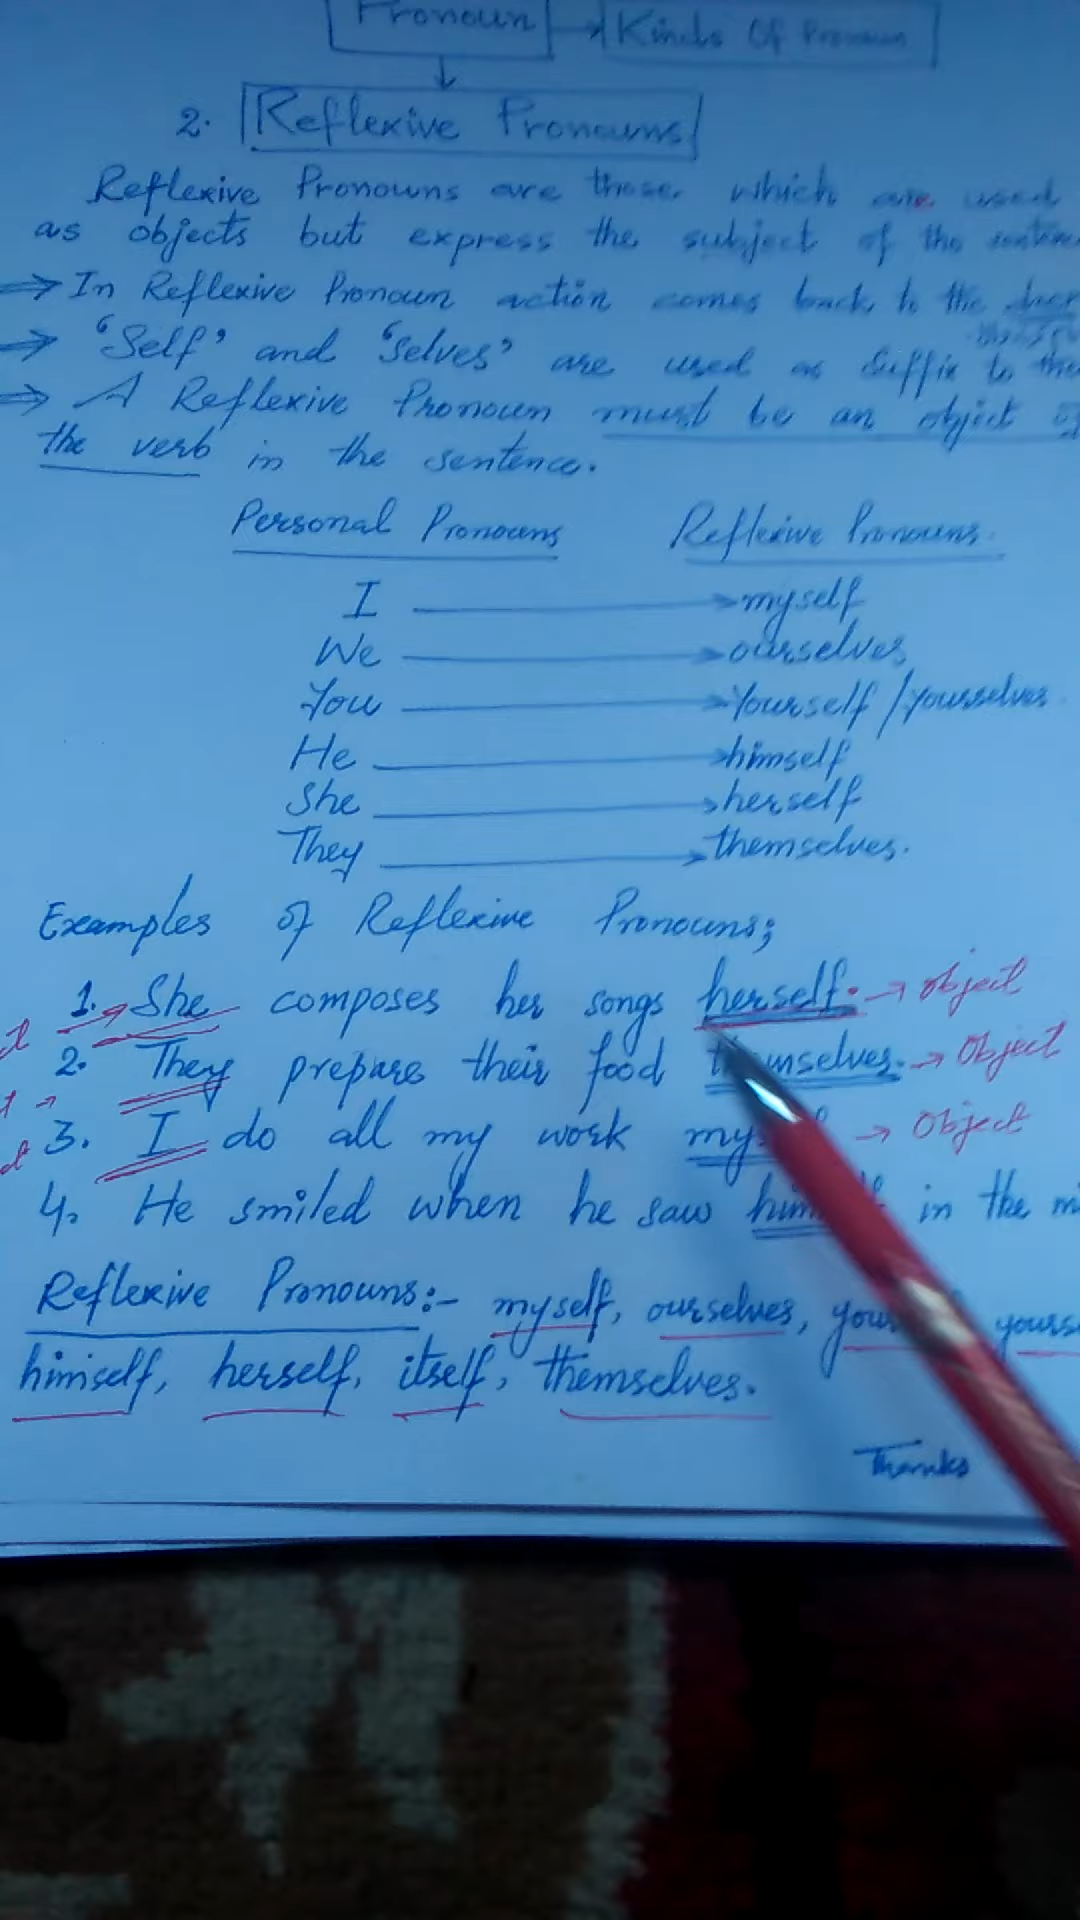 Pronoun → Kinds Of Pronoun
2. Reflexive Pronouns
Reflexive Pronouns are those which are used
as objects but express the subject of the
⇒ In Reflexive Pronoun action comes back to the
⇒ 'Self' and 'Selves' are used as Suffix to the
⇒ A Reflexive Pronoun must be an object of
the verb in the sentence.
Personal Pronouns Reflexive Pronouns.
I → myself
We → ourselves
You → Yourself / Yourselves
He → himself
She → herself
They → themselves.
Examples of Reflexive Pronouns;
1. → She composes her songs herself. → object
2. They prepare their food themselves. → Object
3. I do all my work my → Object
4. He smiled when he saw him in the
Reflexive Pronouns:- myself, ourselves,
himself, herself, itself, themselves.
Thanks